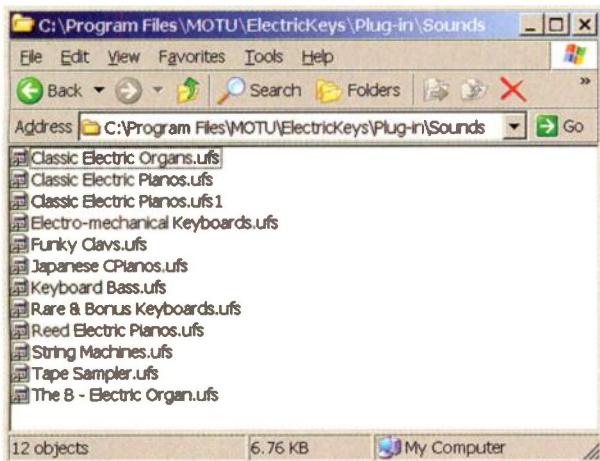 C:\Program Files\MOTU\ElectricKeys\Plug-in\Sounds
File Edit View Favorites Tools Help
Back Search Folders »
Address C:\Program Files\MOTU\ElectricKeys\Plug-in\Sounds Go
Classic Electric Organs.ufs
Classic Electric Pianos.ufs
Classic Electric Pianos.ufs1
Electro-mechanical Keyboards.ufs
Funky Clavs.ufs
Japanese CPianos.ufs
Keyboard Bass.ufs
Rare & Bonus Keyboards.ufs
Reed Electric Pianos.ufs
String Machines.ufs
Tape Sampler.ufs
The B - Electric Organ.ufs
12 objects 6.76 KB My Computer